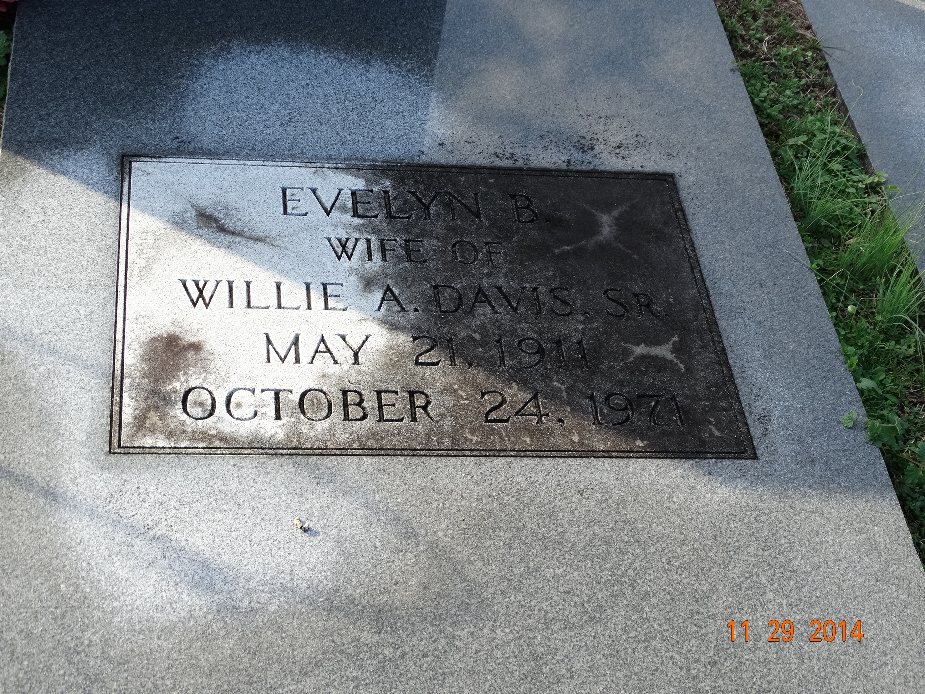 EVELYN B
WIFE OF
WILLIE A. DAVIS, SR.
MAY 21, 1911
OCTOBER 24, 1971
11 29 2014